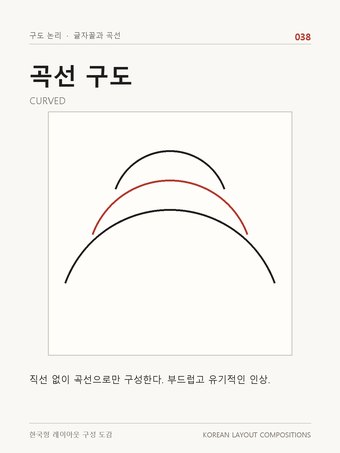 구도 논리 · 글자꼴과 곡선
038
곡선 구도
CURVED
직선 없이 곡선으로만 구성한다. 부드럽고 유기적인 인상.
한국형 레이아웃 구성 도감
KOREAN LAYOUT COMPOSITIONS